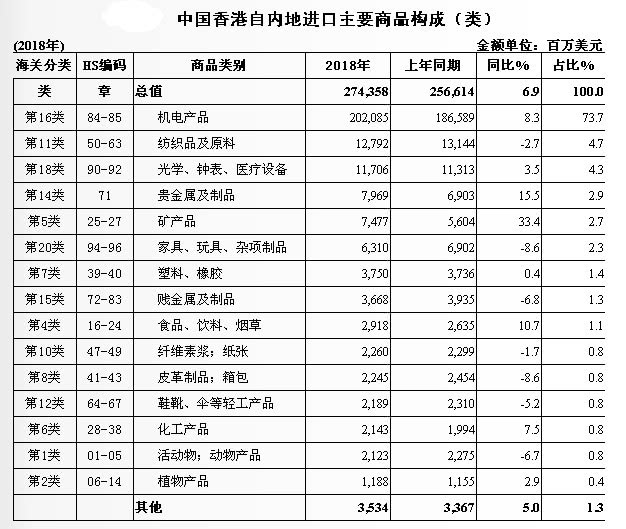 中国香港自内地进口主要商品构成（类）
(2018年) 金额单位：百万美元
海关分类 HS编码 商品类别 2018年 上年同期 同比% 占比%
类 章 总值 274,358 256,614 6.9 100.0
第16类 84-85 机电产品 202,085 186,589 8.3 73.7
第11类 50-63 纺织品及原料 12,792 13,144 -2.7 4.7
第18类 90-92 光学、钟表、医疗设备 11,706 11,313 3.5 4.3
第14类 71 贵金属及制品 7,969 6,903 15.5 2.9
第5类 25-27 矿产品 7,477 5,604 33.4 2.7
第20类 94-96 家具、玩具、杂项制品 6,310 6,902 -8.6 2.3
第7类 39-40 塑料、橡胶 3,750 3,736 0.4 1.4
第15类 72-83 贱金属及制品 3,668 3,935 -6.8 1.3
第4类 16-24 食品、饮料、烟草 2,918 2,635 10.7 1.1
第10类 47-49 纤维素浆；纸张 2,260 2,299 -1.7 0.8
第8类 41-43 皮革制品；箱包 2,245 2,454 -8.6 0.8
第12类 64-67 鞋靴、伞等轻工产品 2,189 2,310 -5.2 0.8
第6类 28-38 化工产品 2,143 1,994 7.5 0.8
第1类 01-05 活动物；动物产品 2,123 2,275 -6.7 0.8
第2类 06-14 植物产品 1,188 1,155 2.9 0.4
其他 3,534 3,367 5.0 1.3